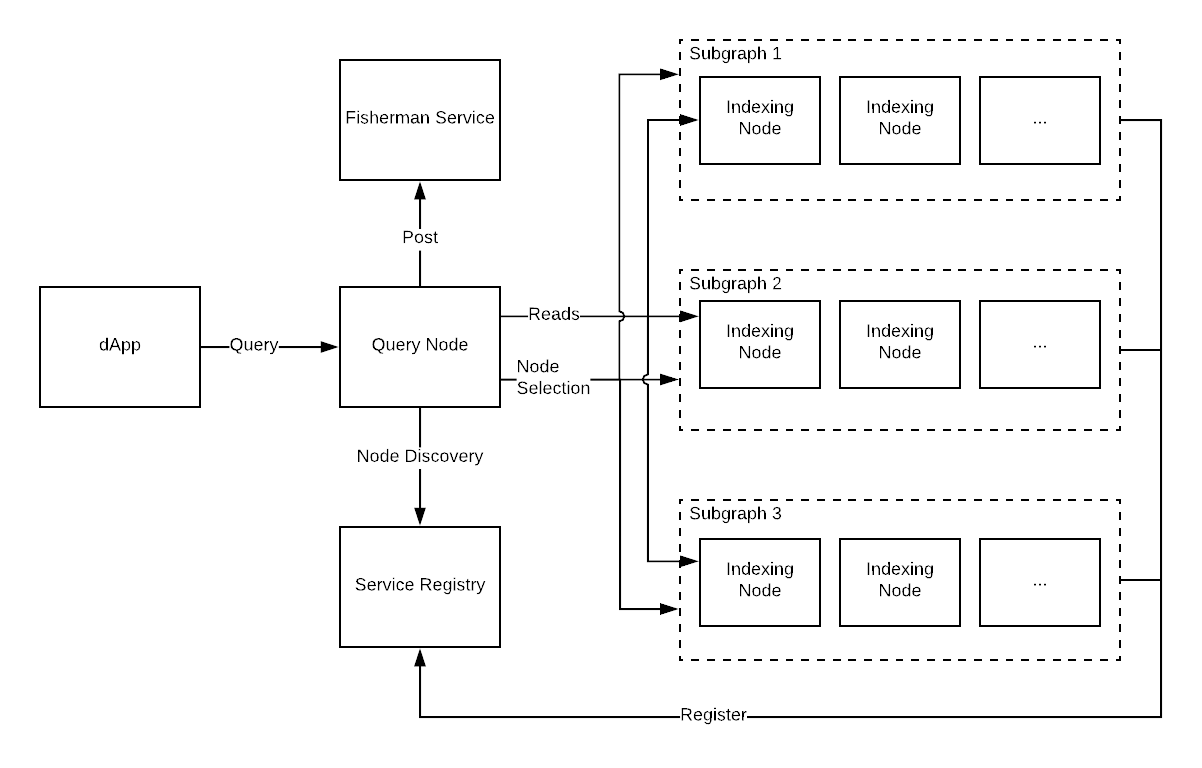 Subgraph 1
Fisherman Service
Indexing
Node
Indexing
Node
...
Post
Subgraph 2
dApp
Query
Query Node
Reads
Node
Selection
Indexing
Node
Indexing
Node
...
Node Discovery
Subgraph 3
Service Registry
Indexing
Node
Indexing
Node
...
Register